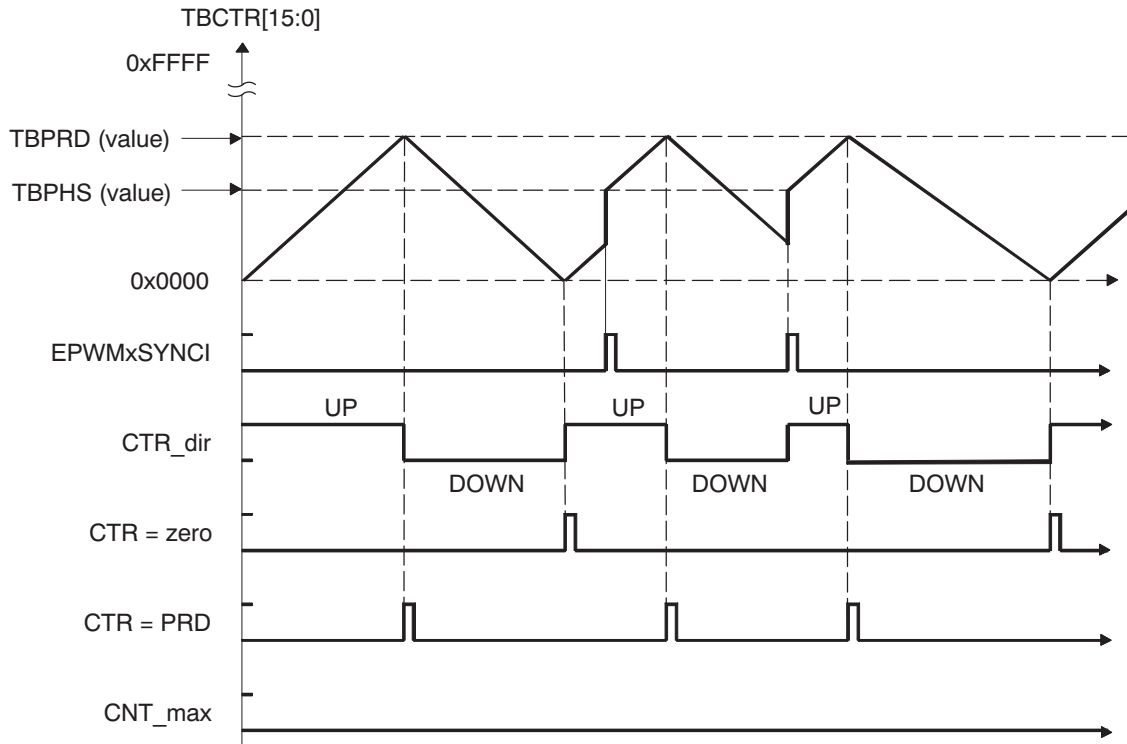 TBCTR[15:0]
0xFFFF
TBPRD (value)
TBPHS (value)
0x0000
EPWMxSYNCI
UP UP UP
CTR_dir
DOWN DOWN DOWN
CTR = zero
CTR = PRD
CNT_max